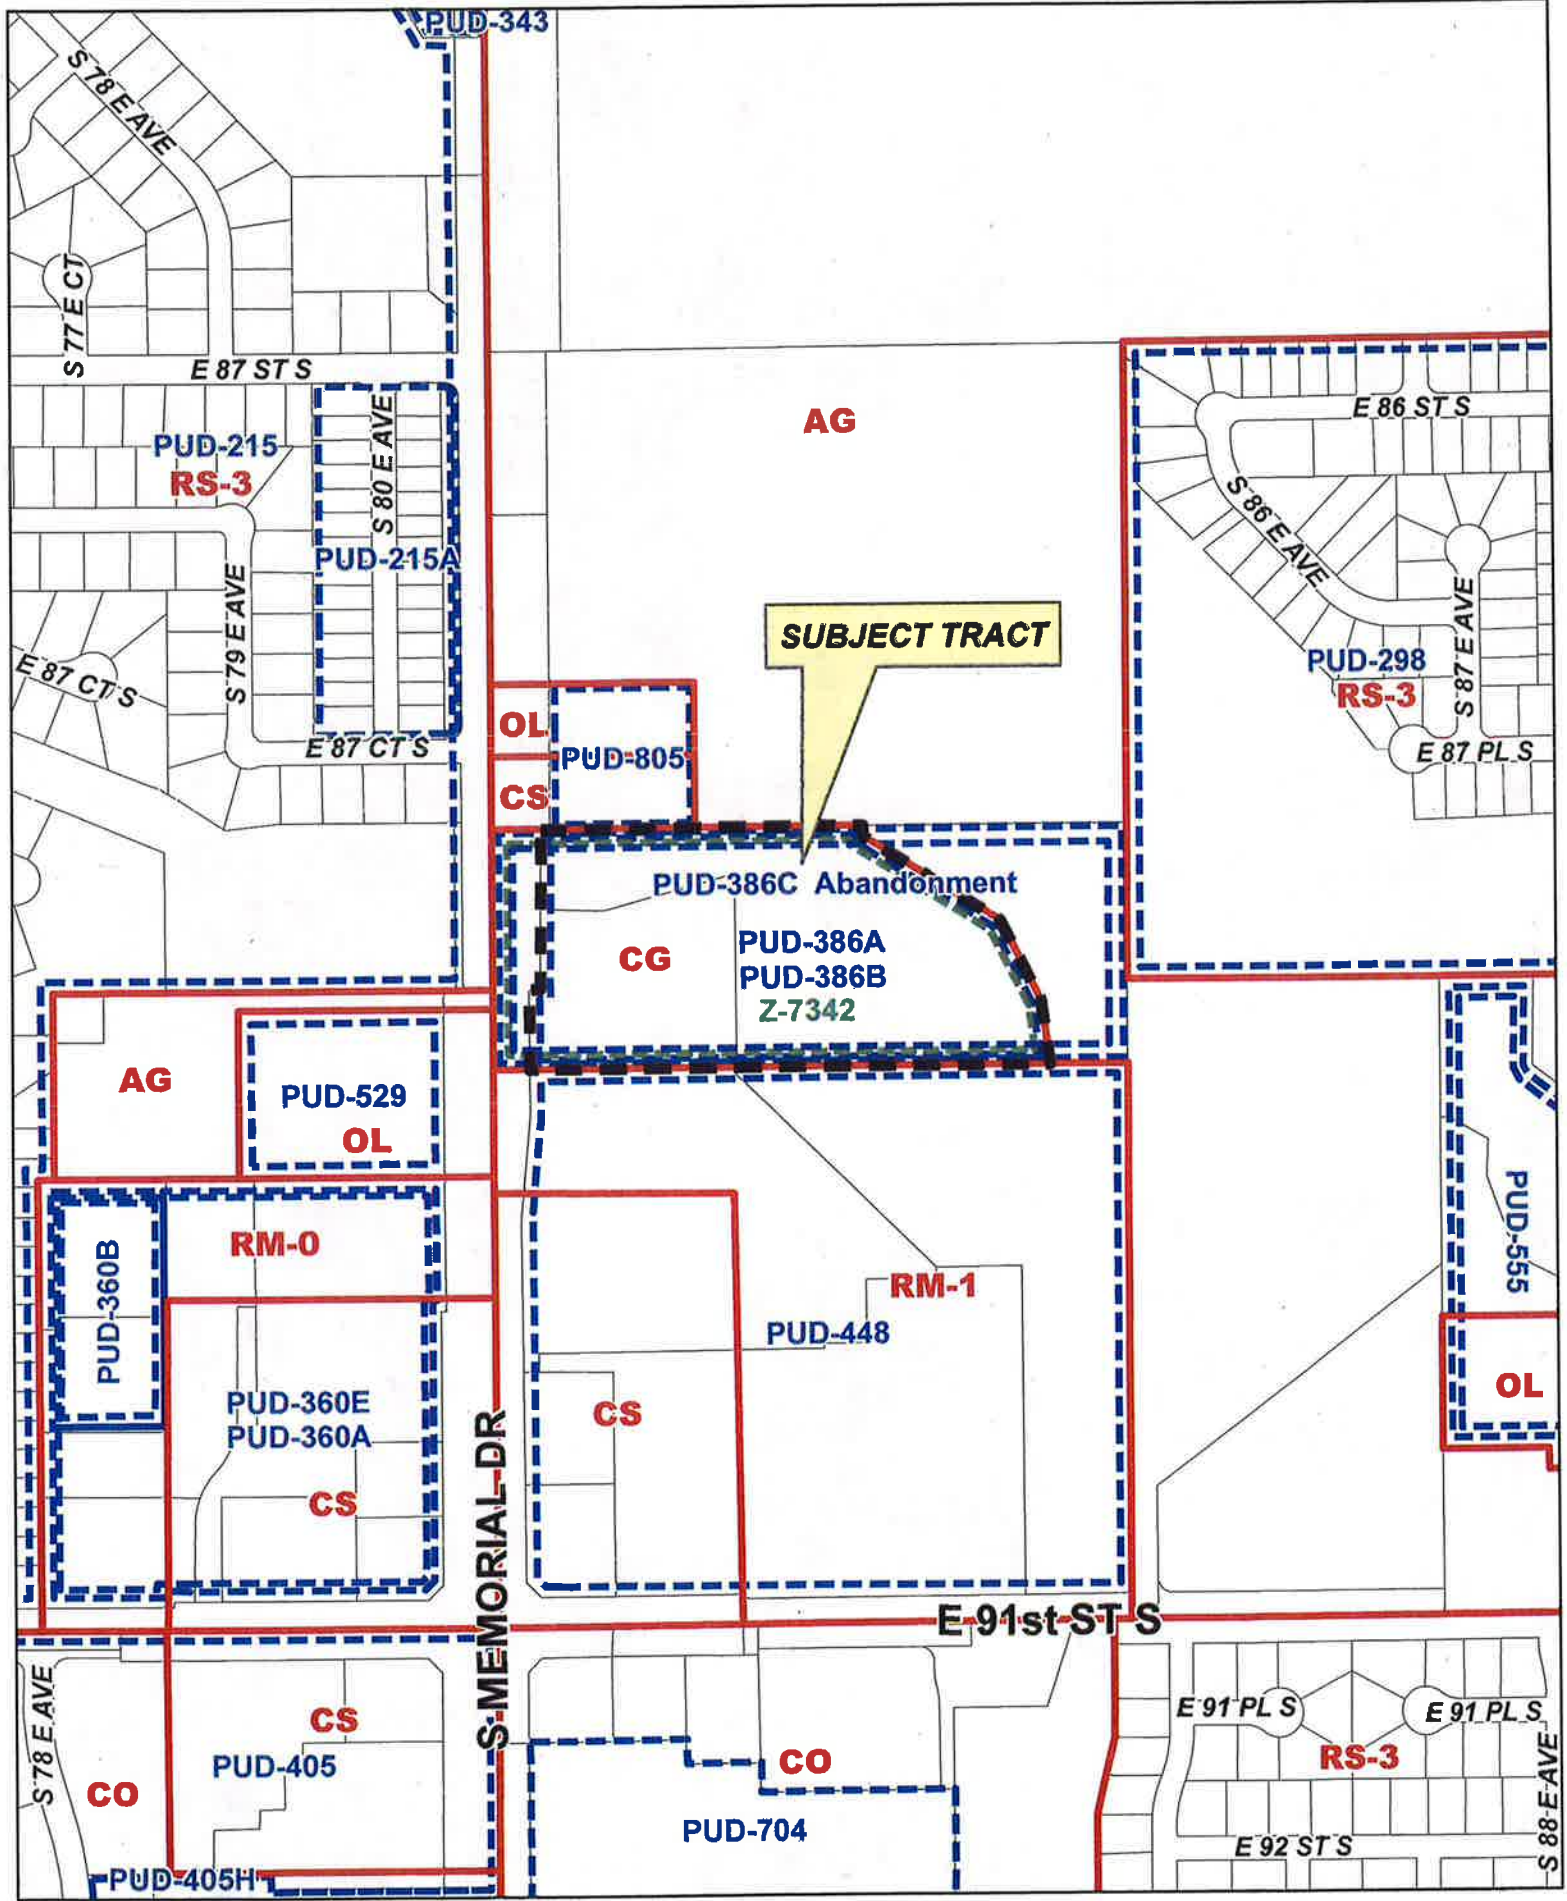 PUD-343
S 78 E AVE
S 77 E CT
E 87 ST S
AG
E 86 ST S
PUD-215
RS-3
S 80 E AVE
S 86 E AVE
PUD-215A
S 79 E AVE
S 87 E AVE
SUBJECT TRACT
PUD-298
RS-3
E 87 CT S
OL
E 87 CT S
PUD-805
E 87 PL S
CS
PUD-386C Abandonment
CG
PUD-386A
PUD-386B
Z-7342
AG
PUD-529
OL
PUD-555
RM-0
PUD-360B
RM-1
PUD-448
PUD-360E
PUD-360A
OL
CS
CS
S MEMORIAL DR
E 91st ST S
S 78 E AVE
CS
PUD-405
CO
CO
E 91 PL S
E 91 PL S
RS-3
PUD-704
E 92 ST S
S 88 E AVE
PUD-405H